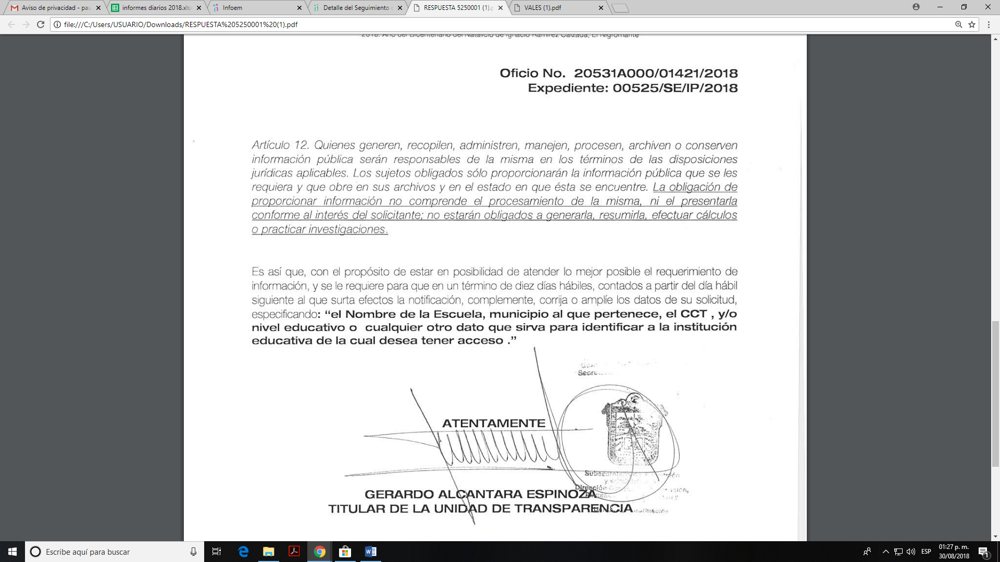 Aviso de privacidad - pau
informes diarios 2018.xls
Infoem
Detalle del Seguimiento
RESPUESTA 5250001 (1).p
VALES (1).pdf
file:///C:/Users/USUARIO/Downloads/RESPUESTA%205250001%20(1).pdf
2018. Año del Bicentenario del Natalicio de Ignacio Ramírez Calzada, El Nigromante
Oficio No. 20531A000/01421/2018
Expediente: 00525/SE/IP/2018
Artículo 12. Quienes generen, recopilen, administren, manejen, procesen, archiven o conserven
información pública serán responsables de la misma en los términos de las disposiciones
jurídicas aplicables. Los sujetos obligados sólo proporcionarán la información pública que se les
requiera y que obre en sus archivos y en el estado en que ésta se encuentre. La obligación de
proporcionar información no comprende el procesamiento de la misma, ni el presentarla
conforme al interés del solicitante; no estarán obligados a generarla, resumirla, efectuar cálculos
o practicar investigaciones.
Es así que, con el propósito de estar en posibilidad de atender lo mejor posible el requerimiento de
información, y se le requiere para que en un término de diez días hábiles, contados a partir del día hábil
siguiente al que surta efectos la notificación, complemente, corrija o amplíe los datos de su solicitud,
especificando: “el Nombre de la Escuela, municipio al que pertenece, el CCT , y/o
nivel educativo o cualquier otro dato que sirva para identificar a la institución
educativa de la cual desea tener acceso .”
ATENTAMENTE
GERARDO ALCANTARA ESPINOZA
TITULAR DE LA UNIDAD DE TRANSPARENCIA
Dirección
Escribe aquí para buscar
ESP
01:27 p. m.
30/08/2018
1